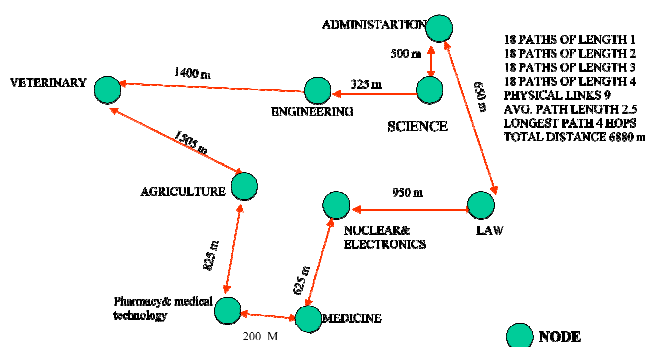 ADMINISTARTION
500 m
18 PATHS OF LENGTH 1
18 PATHS OF LENGTH 2
18 PATHS OF LENGTH 3
18 PATHS OF LENGTH 4
PHYSICAL LINKS 9
AVG. PATH LENGTH 2.5
LONGEST PATH 4 HOPS
TOTAL DISTANCE 6880 m
VETERINARY
1400 m
325 m
650 m
ENGINEERING
SCIENCE
1505 m
AGRICULTURE
950 m
NUCLEAR&
ELECTRONICS
LAW
825 m
625 m
Pharmacy& medical
technology
200 M
MEDICINE
NODE